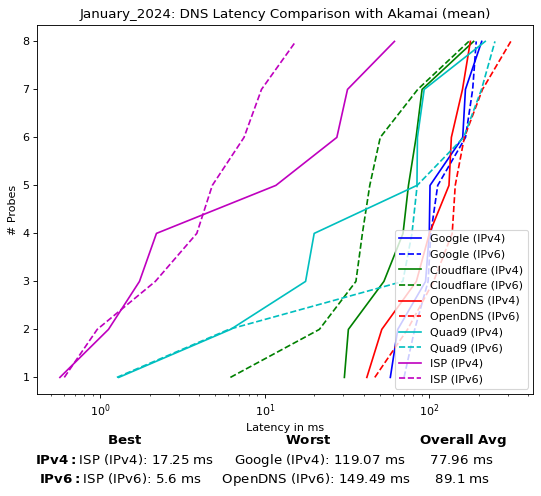 January_2024: DNS Latency Comparison with Akamai (mean)
# Probes
8
7
6
5
4
3
2
1
Google (IPv4)
Google (IPv6)
Cloudflare (IPv4)
Cloudflare (IPv6)
OpenDNS (IPv4)
OpenDNS (IPv6)
Quad9 (IPv4)
Quad9 (IPv6)
ISP (IPv4)
ISP (IPv6)
10⁰ 10¹ 10²
Latency in ms
Best Worst Overall Avg
IPv4: ISP (IPv4): 17.25 ms Google (IPv4): 119.07 ms 77.96 ms
IPv6: ISP (IPv6): 5.6 ms OpenDNS (IPv6): 149.49 ms 89.1 ms